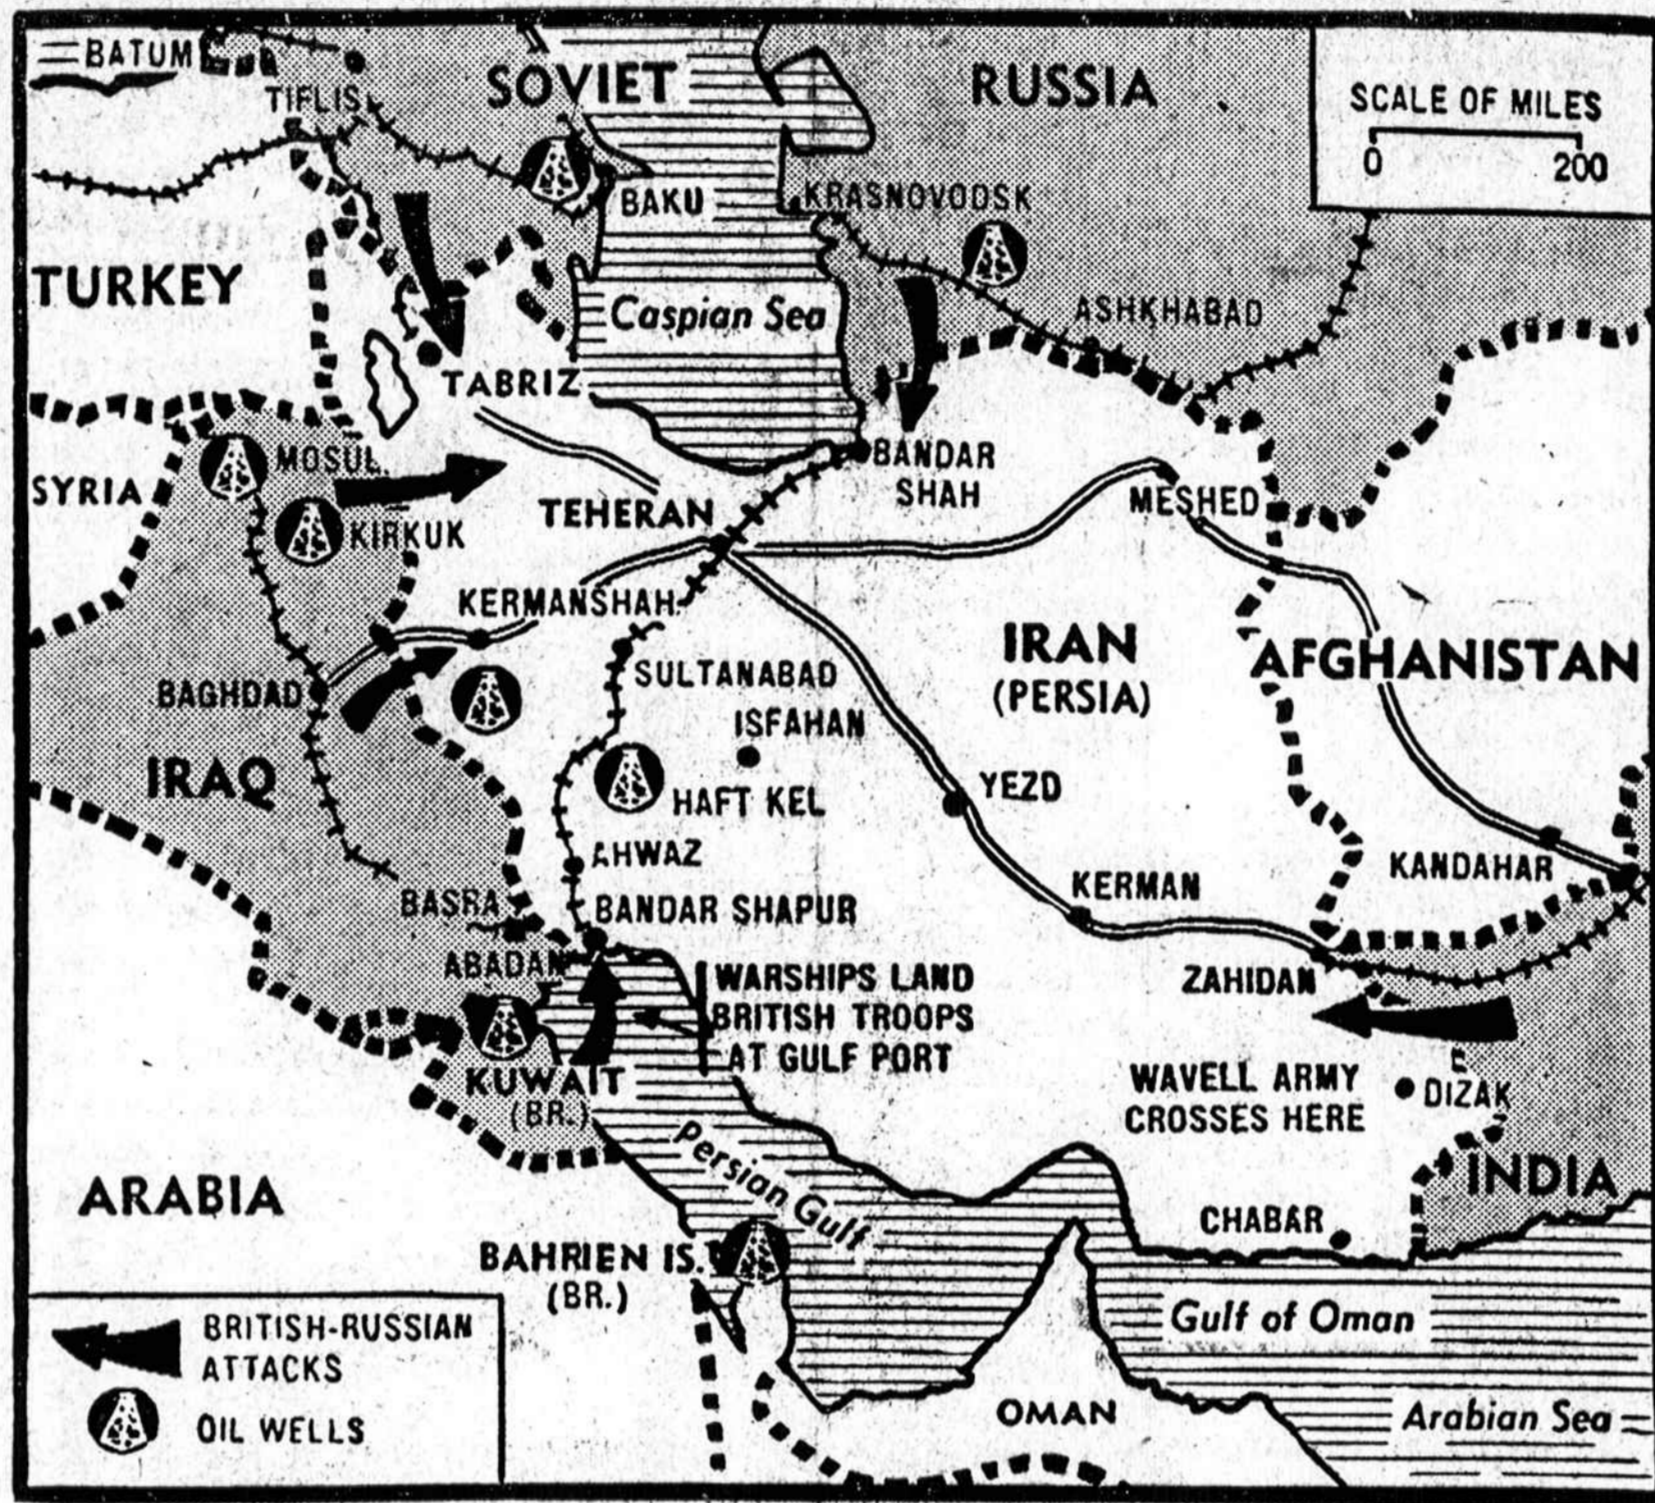 BATUM
TIFLIS
SOVIET
RUSSIA
SCALE OF MILES
0 200
BAKU
KRASNOVODSK
TURKEY
Caspian Sea
ASHKHABAD
TABRIZ
MOSUL
BANDAR
SHAH
SYRIA
MESHED
KIRKUK
TEHERAN
KERMANSHAH
IRAN
(PERSIA)
AFGHANISTAN
BAGHDAD
SULTANABAD
ISFAHAN
IRAQ
HAFT KEL
YEZD
AHWAZ
KANDAHAR
BASRA
BANDAR SHAPUR
KERMAN
ABADAN
WARSHIPS LAND
BRITISH TROOPS
AT GULF PORT
ZAHIDAN
KUWAIT
(BR.)
WAVELL ARMY
CROSSES HERE
DIZAK
Persian Gulf
ARABIA
INDIA
CHABAR
BAHRIEN IS.
(BR.)
Gulf of Oman
BRITISH-RUSSIAN
ATTACKS
OIL WELLS
OMAN
Arabian Sea